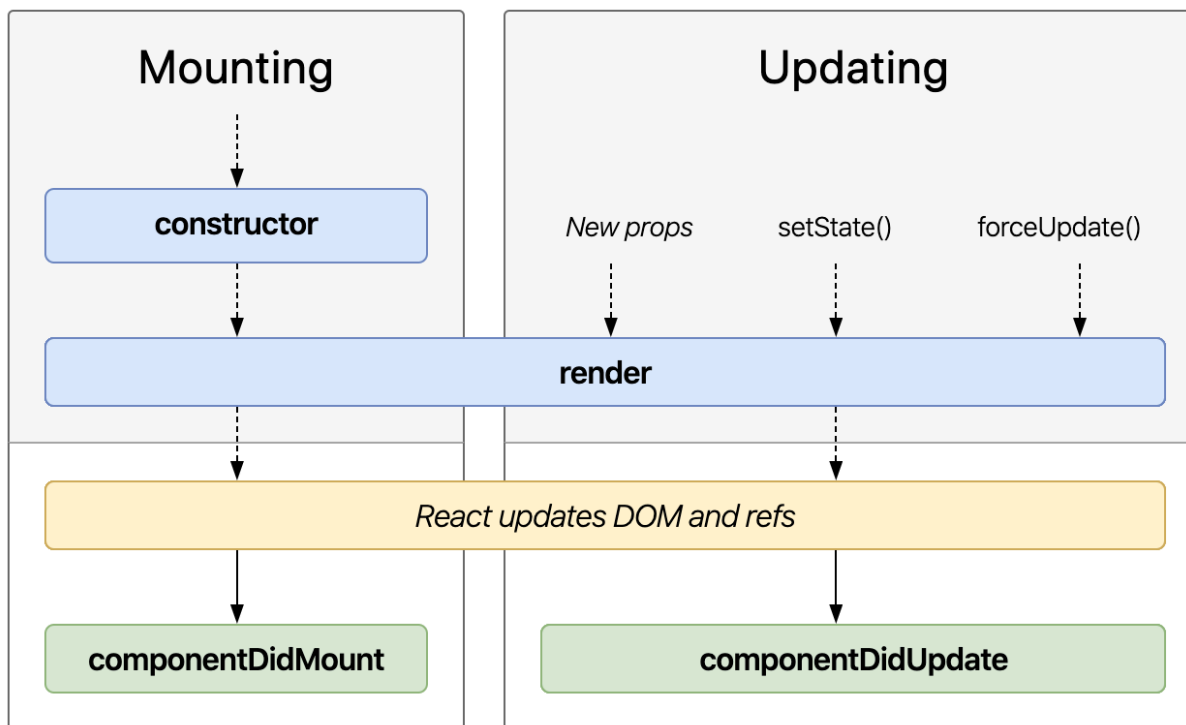 Mounting
Updating
constructor
New props
setState()
forceUpdate()
render
React updates DOM and refs
componentDidMount
componentDidUpdate